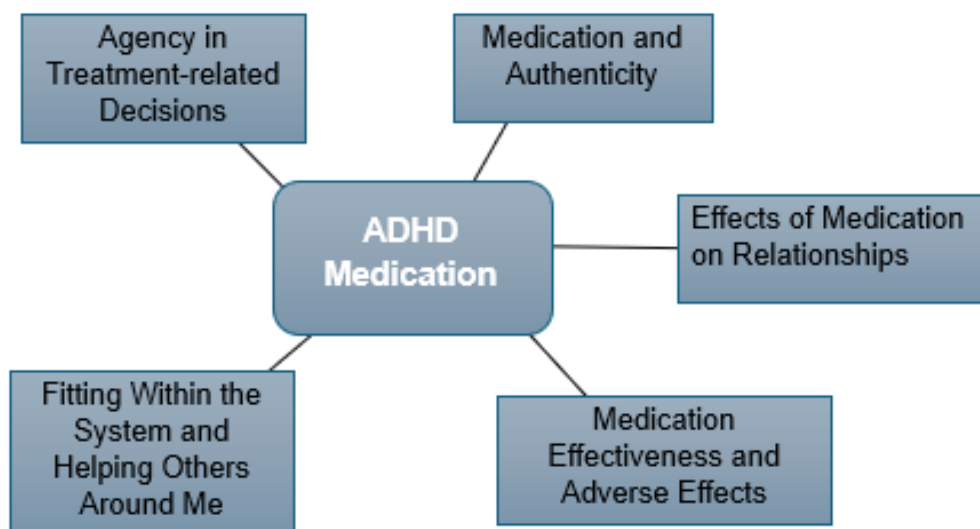 Agency in
Treatment-related
Decisions
Medication and
Authenticity
ADHD
Medication
Effects of Medication
on Relationships
Fitting Within the
System and
Helping Others
Around Me
Medication
Effectiveness and
Adverse Effects